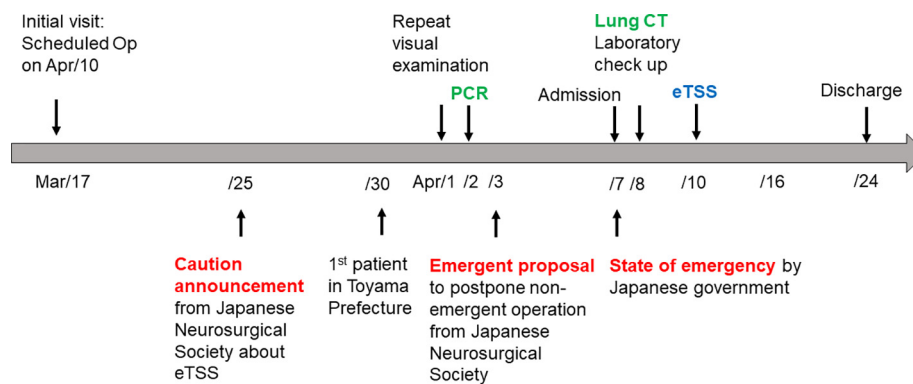 Initial visit:
Scheduled Op
on Apr/10
Repeat
visual
examination
PCR
Admission
Lung CT
Laboratory
check up
eTSS
Discharge
Mar/17
/25
/30
Apr/1
/2
/3
/7
/8
/10
/16
/24
Caution
announcement
from Japanese
Neurosurgical
Society about
eTSS
1st patient
in Toyama
Prefecture
Emergent proposal
to postpone non-
emergent operation
from Japanese
Neurosurgical
Society
State of emergency by
Japanese government